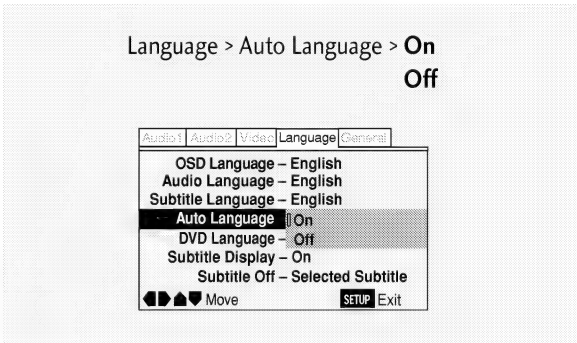 Language > Auto Language > On
Off
Audio1 Audio2 Video Language General
OSD Language – English
Audio Language – English
Subtitle Language – English
Auto Language On
DVD Language – Off
Subtitle Display – On
Subtitle Off – Selected Subtitle
Move SETUP Exit